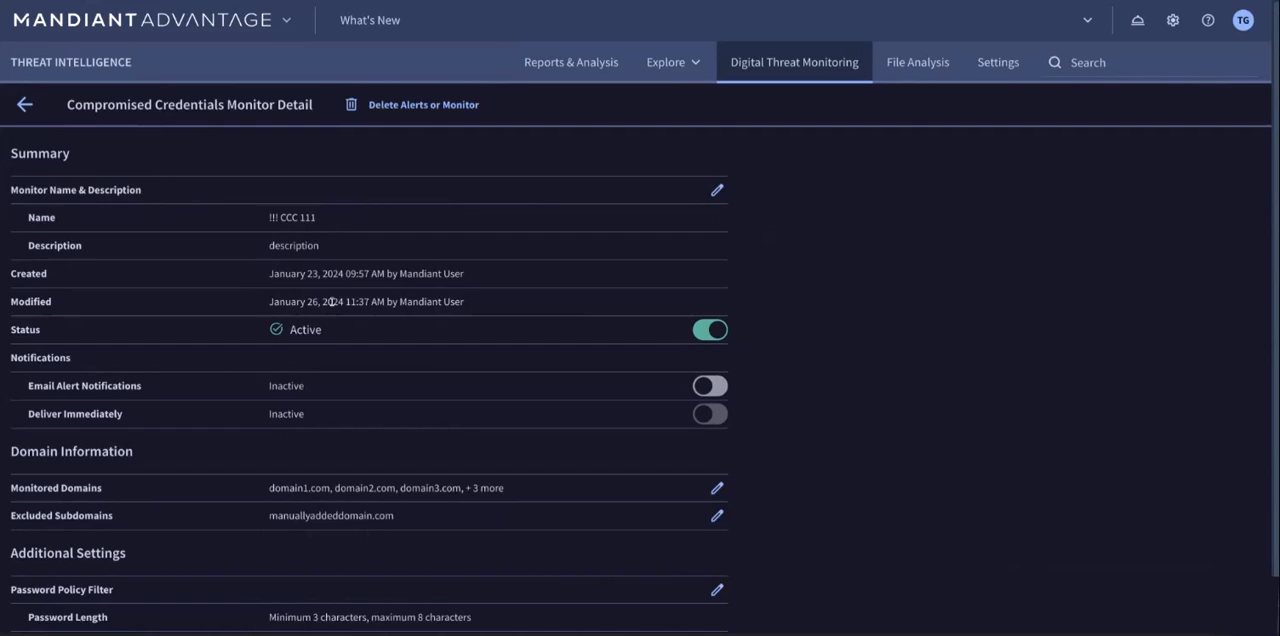 MANDIANT ADVANTAGE What's New TG
THREAT INTELLIGENCE Reports & Analysis Explore Digital Threat Monitoring File Analysis Settings Search
Compromised Credentials Monitor Detail Delete Alerts or Monitor
Summary
Monitor Name & Description
Name !!! CCC 111
Description description
Created January 23, 2024 09:57 AM by Mandiant User
Modified January 26, 2024 11:37 AM by Mandiant User
Status Active
Notifications
Email Alert Notifications Inactive
Deliver Immediately Inactive
Domain Information
Monitored Domains domain1.com, domain2.com, domain3.com, + 3 more
Excluded Subdomains manuallyaddeddomain.com
Additional Settings
Password Policy Filter
Password Length Minimum 3 characters, maximum 8 characters